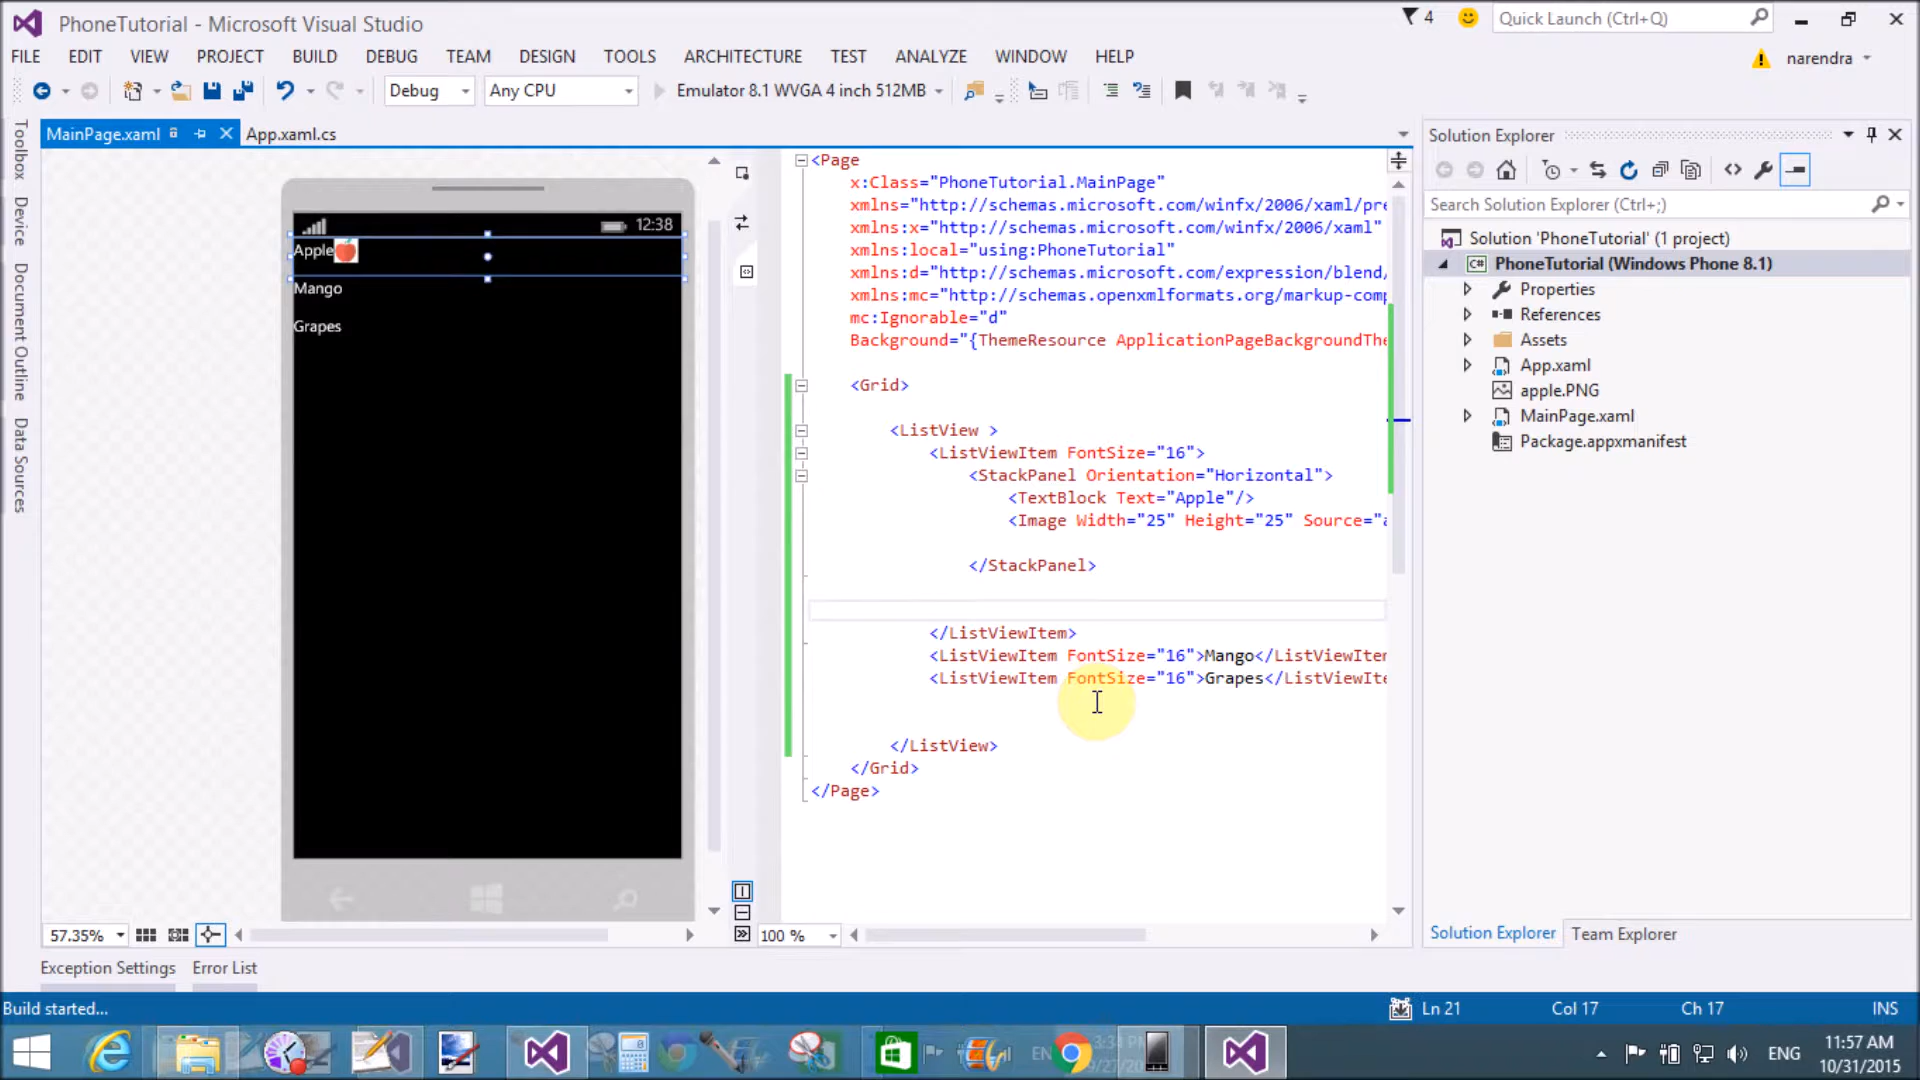 PhoneTutorial - Microsoft Visual Studio
4
Quick Launch (Ctrl+Q)
FILE EDIT VIEW PROJECT BUILD DEBUG TEAM DESIGN TOOLS ARCHITECTURE TEST ANALYZE WINDOW HELP
narendra
Debug
Any CPU
Emulator 8.1 WVGA 4 inch 512MB
MainPage.xaml
App.xaml.cs
Toolbox
Device
Document Outline
Data Sources
12:38
Apple
Mango
Grapes
<Page
x:Class="PhoneTutorial.MainPage"
xmlns="http://schemas.microsoft.com/winfx/2006/xaml/pre
xmlns:x="http://schemas.microsoft.com/winfx/2006/xaml"
xmlns:local="using:PhoneTutorial"
xmlns:d="http://schemas.microsoft.com/expression/blend/
xmlns:mc="http://schemas.openxmlformats.org/markup-comp
mc:Ignorable="d"
Background="{ThemeResource ApplicationPageBackgroundThe
<Grid>
<ListView >
<ListViewItem FontSize="16">
<StackPanel Orientation="Horizontal">
<TextBlock Text="Apple"/>
<Image Width="25" Height="25" Source="a
</StackPanel>
</ListViewItem>
<ListViewItem FontSize="16">Mango</ListViewItem
<ListViewItem FontSize="16">Grapes</ListViewIte
</ListView>
</Grid>
</Page>
Solution Explorer
Search Solution Explorer (Ctrl+;)
Solution 'PhoneTutorial' (1 project)
C# PhoneTutorial (Windows Phone 8.1)
Properties
References
Assets
App.xaml
apple.PNG
MainPage.xaml
Package.appxmanifest
57.35%
100 %
Solution Explorer
Team Explorer
Exception Settings
Error List
Build started...
Ln 21
Col 17
Ch 17
INS
ENG
11:57 AM
10/31/2015